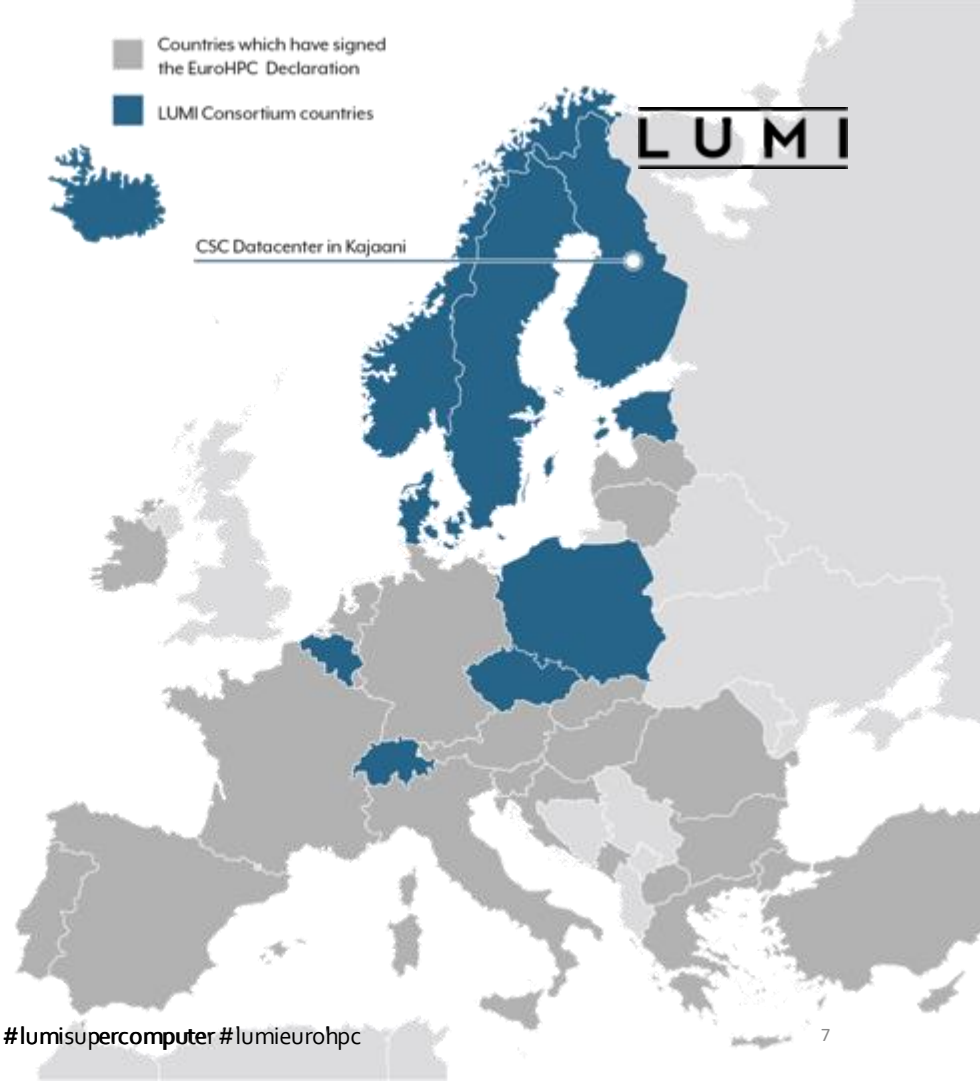 Countries which have signed
the EuroHPC Declaration
LUMI Consortium countries
LUMI
CSC Datacenter in Kajaani
#lumisupercomputer #lumieurohpc
7